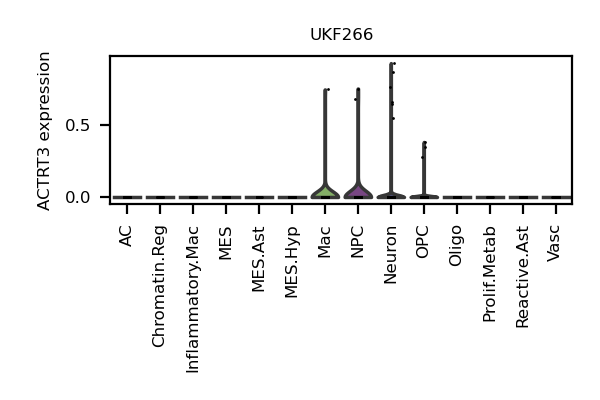 UKF266
ACTRT3 expression
0.5
0.0
AC
Chromatin.Reg
Inflammatory.Mac
MES
MES.Ast
MES.Hyp
Mac
NPC
Neuron
OPC
Oligo
Prolif.Metab
Reactive.Ast
Vasc